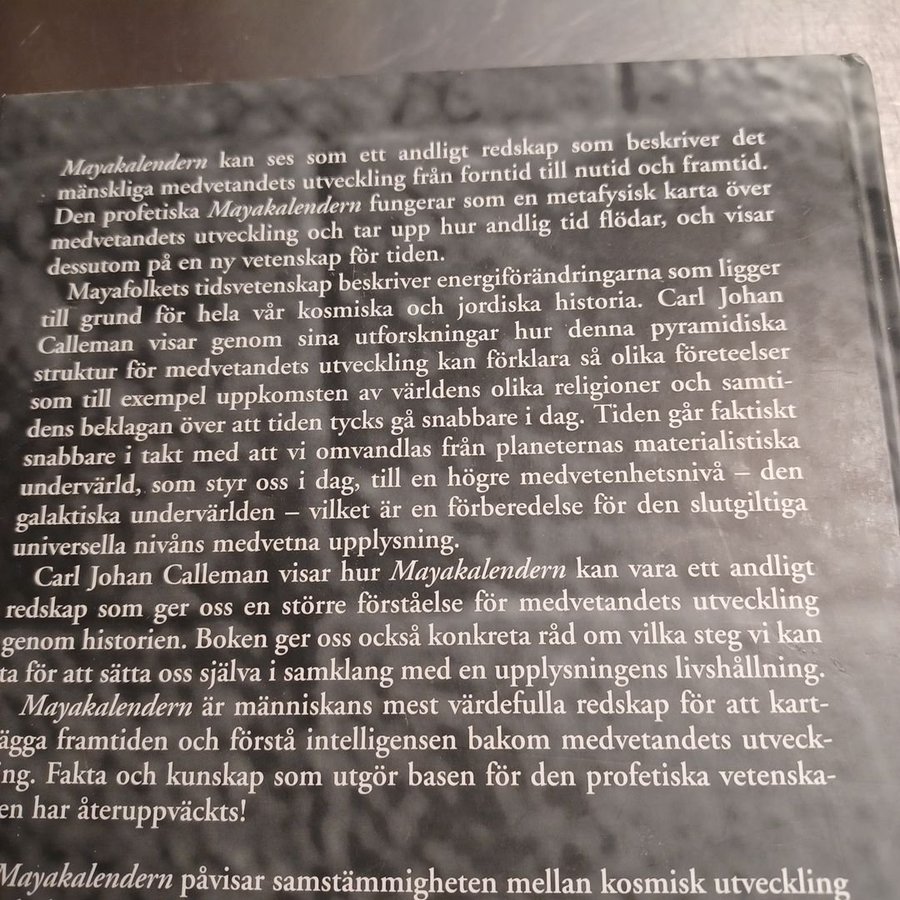 Mayakalendern kan ses som ett andligt redskap som beskriver det
mänskliga medvetandets utveckling från forntid till nutid och framtid.
Den profetiska Mayakalendern fungerar som en metafysisk karta över
medvetandets utveckling och tar upp hur andlig tid flödar, och visar
dessutom på en ny vetenskap för tiden.
Mayafolkets tidsvetenskap beskriver energiförändringarna som ligger
till grund för hela vår kosmiska och jordiska historia. Carl Johan
Calleman visar genom sina utforskningar hur denna pyramidiska
struktur för medvetandets utveckling kan förklara så olika företeelser
som till exempel uppkomsten av världens olika religioner och samti-
dens beklagan över att tiden tycks gå snabbare i dag. Tiden går faktiskt
snabbare i takt med att vi omvandlas från planeternas materialistiska
undervärld, som styr oss i dag, till en högre medvetenhetsnivå – den
galaktiska undervärlden – vilket är en förberedelse för den slutgiltiga
universella nivåns medvetna upplysning.
Carl Johan Calleman visar hur Mayakalendern kan vara ett andligt
redskap som ger oss en större förståelse för medvetandets utveckling
genom historien. Boken ger oss också konkreta råd om vilka steg vi kan
ta för att sätta oss själva i samklang med en upplysningens livshållning.
Mayakalendern är människans mest värdefulla redskap för att kart-
ägga framtiden och förstå intelligensen bakom medvetandets utveck-
ing. Fakta och kunskap som utgör basen för den profetiska vetenska-
en har återuppväckts!
Mayakalendern påvisar samstämmigheten mellan kosmisk utveckling